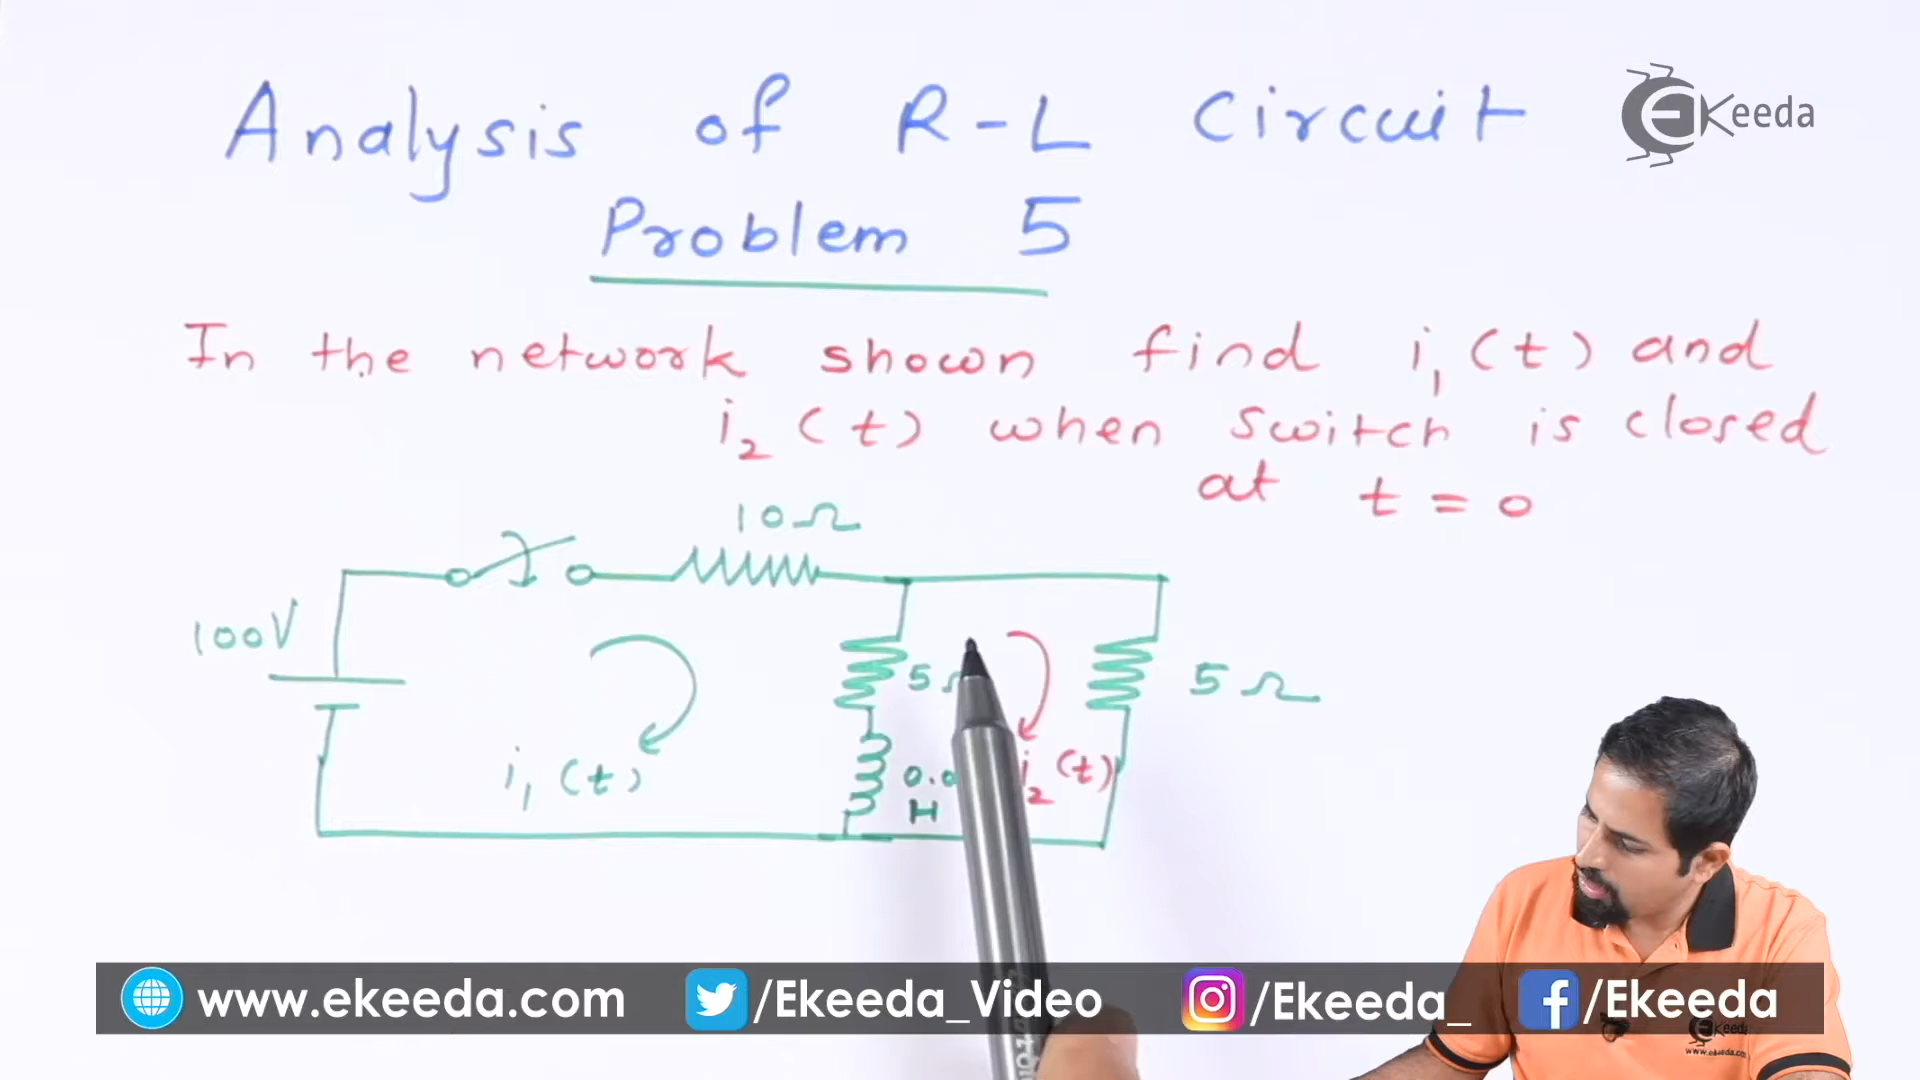 Analysis of R-L Circuit
EKeeda
Problem 5
In the network shown find i₁(t) and
i₂(t) when switch is closed
at t = 0
10Ω
100V
5
5Ω
i₁(t)
i₂(t)
H
www.ekeeda.com /Ekeeda_Video /Ekeeda_ /Ekeeda